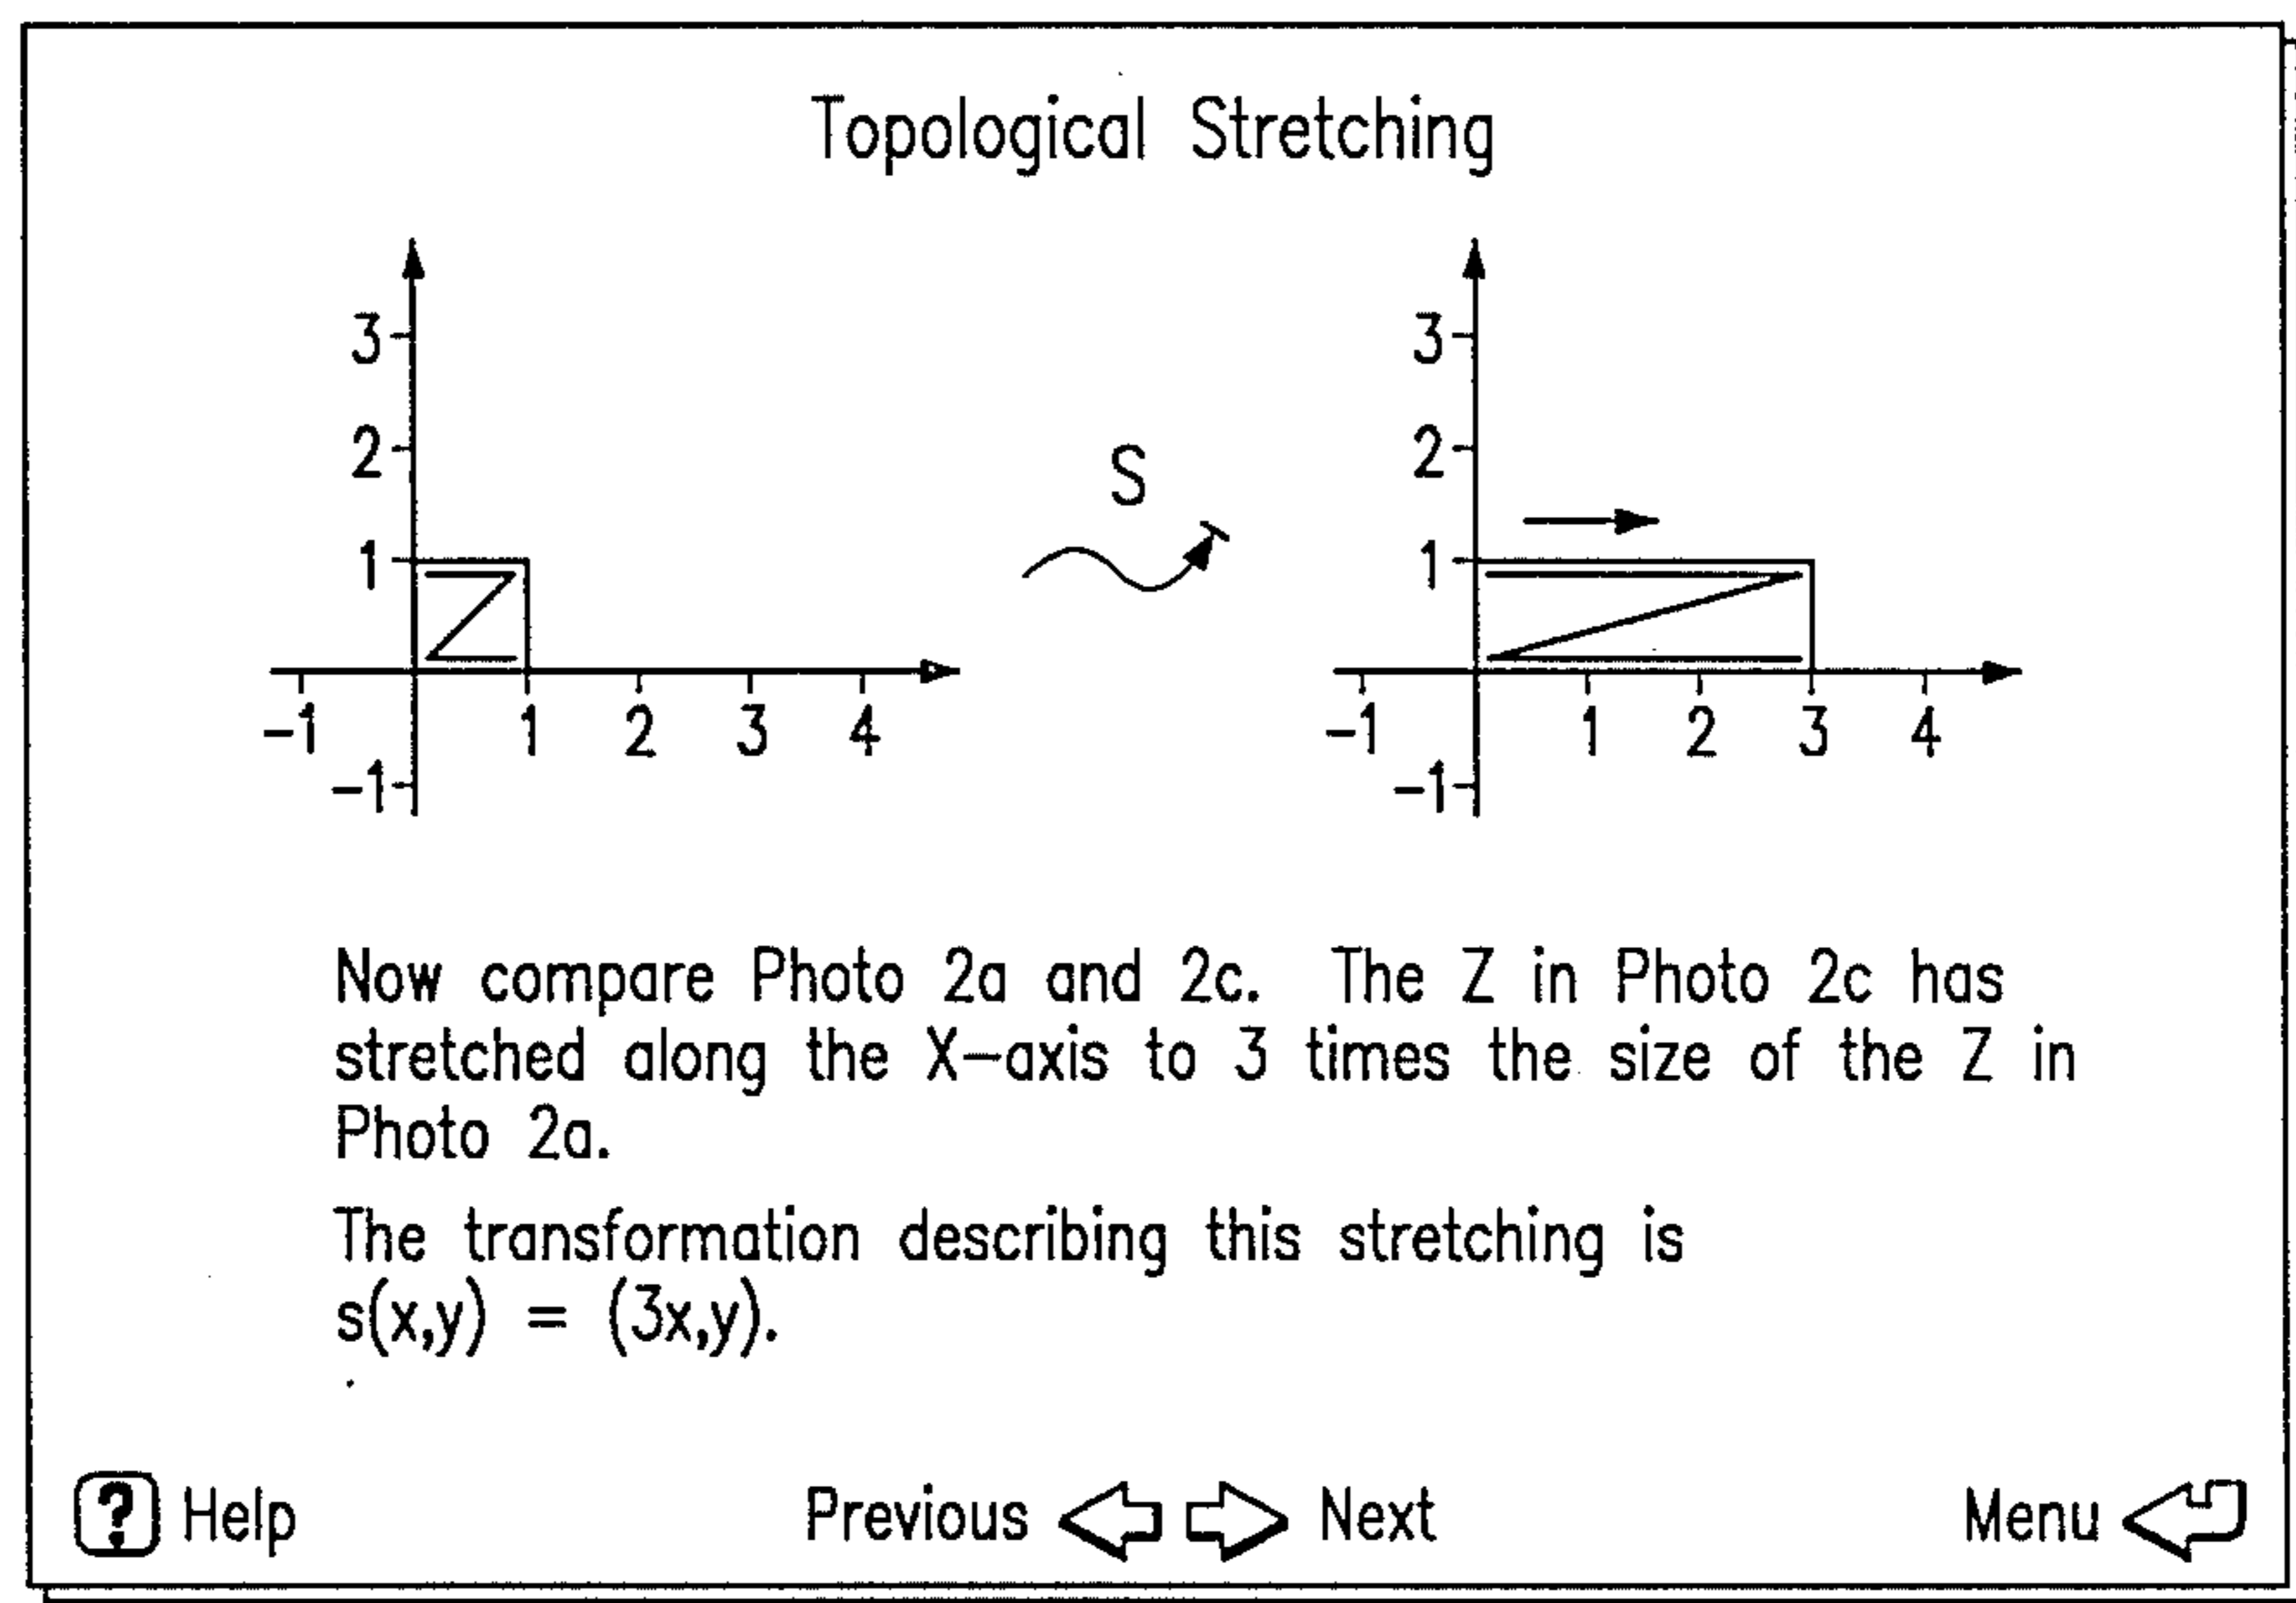 Topological Stretching
3
2
1
-1
1
2
3
4
-1
S
3
2
1
-1
1
2
3
4
-1
Z
Z
Now compare Photo 2a and 2c. The Z in Photo 2c has
stretched along the X-axis to 3 times the size of the Z in
Photo 2a.
The transformation describing this stretching is
s(x,y) = (3x,y).
? Help
Previous Next
Menu